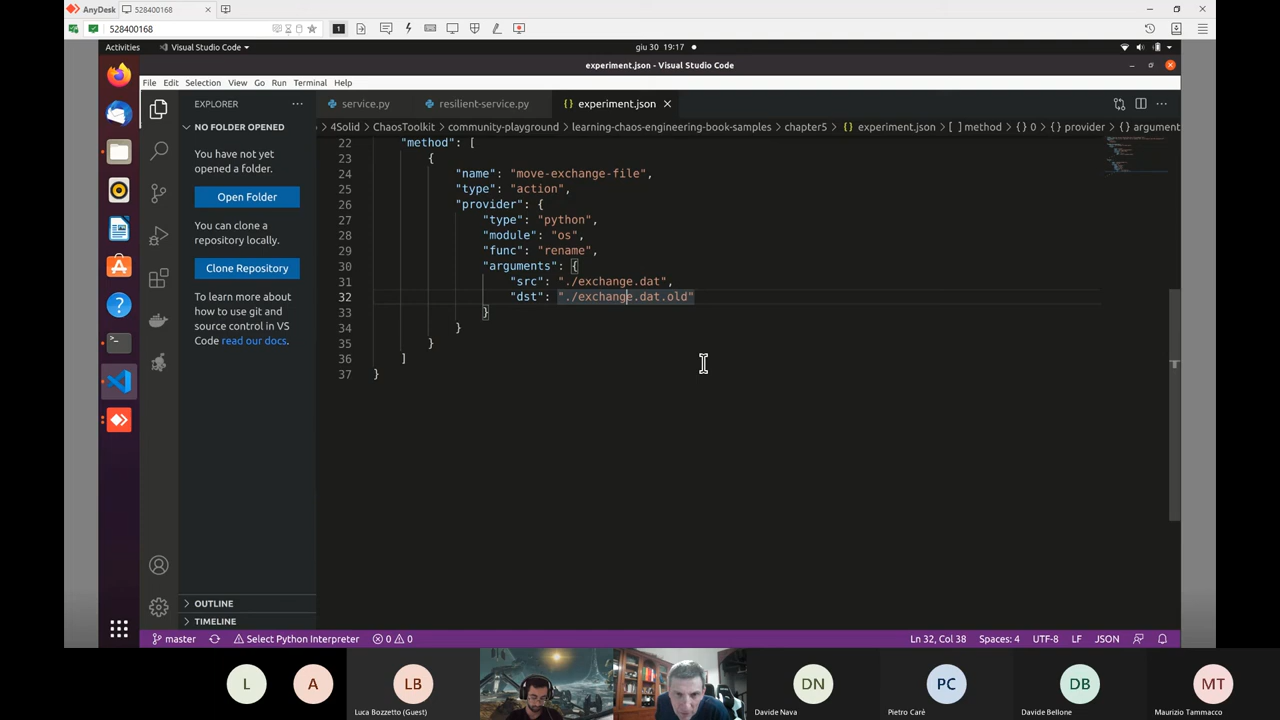 AnyDesk
528400168
528400168
1
Activities
Visual Studio Code
giu 30 19:17
experiment.json - Visual Studio Code
File Edit Selection View Go Run Terminal Help
EXPLORER
service.py
resilient-service.py
{} experiment.json
NO FOLDER OPENED
4Solid > ChaosToolkit > community-playground > learning-chaos-engineering-book-samples > chapter5 > {} experiment.json > [ ] method > {} 0 > {} provider > {} argument
You have not yet
opened a folder.
Open Folder
You can clone a
repository locally.
Clone Repository
To learn more about
how to use git and
source control in VS
Code read our docs.
22 "method": [
23 {
24 "name": "move-exchange-file",
25 "type": "action",
26 "provider": {
27 "type": "python",
28 "module": "os",
29 "func": "rename",
30 "arguments": {
31 "src": "./exchange.dat",
32 "dst": "./exchange.dat.old"
33 }
34 }
35 }
36 ]
37 }
OUTLINE
TIMELINE
master
Select Python Interpreter
0 0
Ln 32, Col 38
Spaces: 4
UTF-8
LF
JSON
L
A
LB
Luca Bozzetto (Guest)
DN
Davide Nava
PC
Pietro Carè
DB
Davide Bellone
MT
Maurizio Tammacco